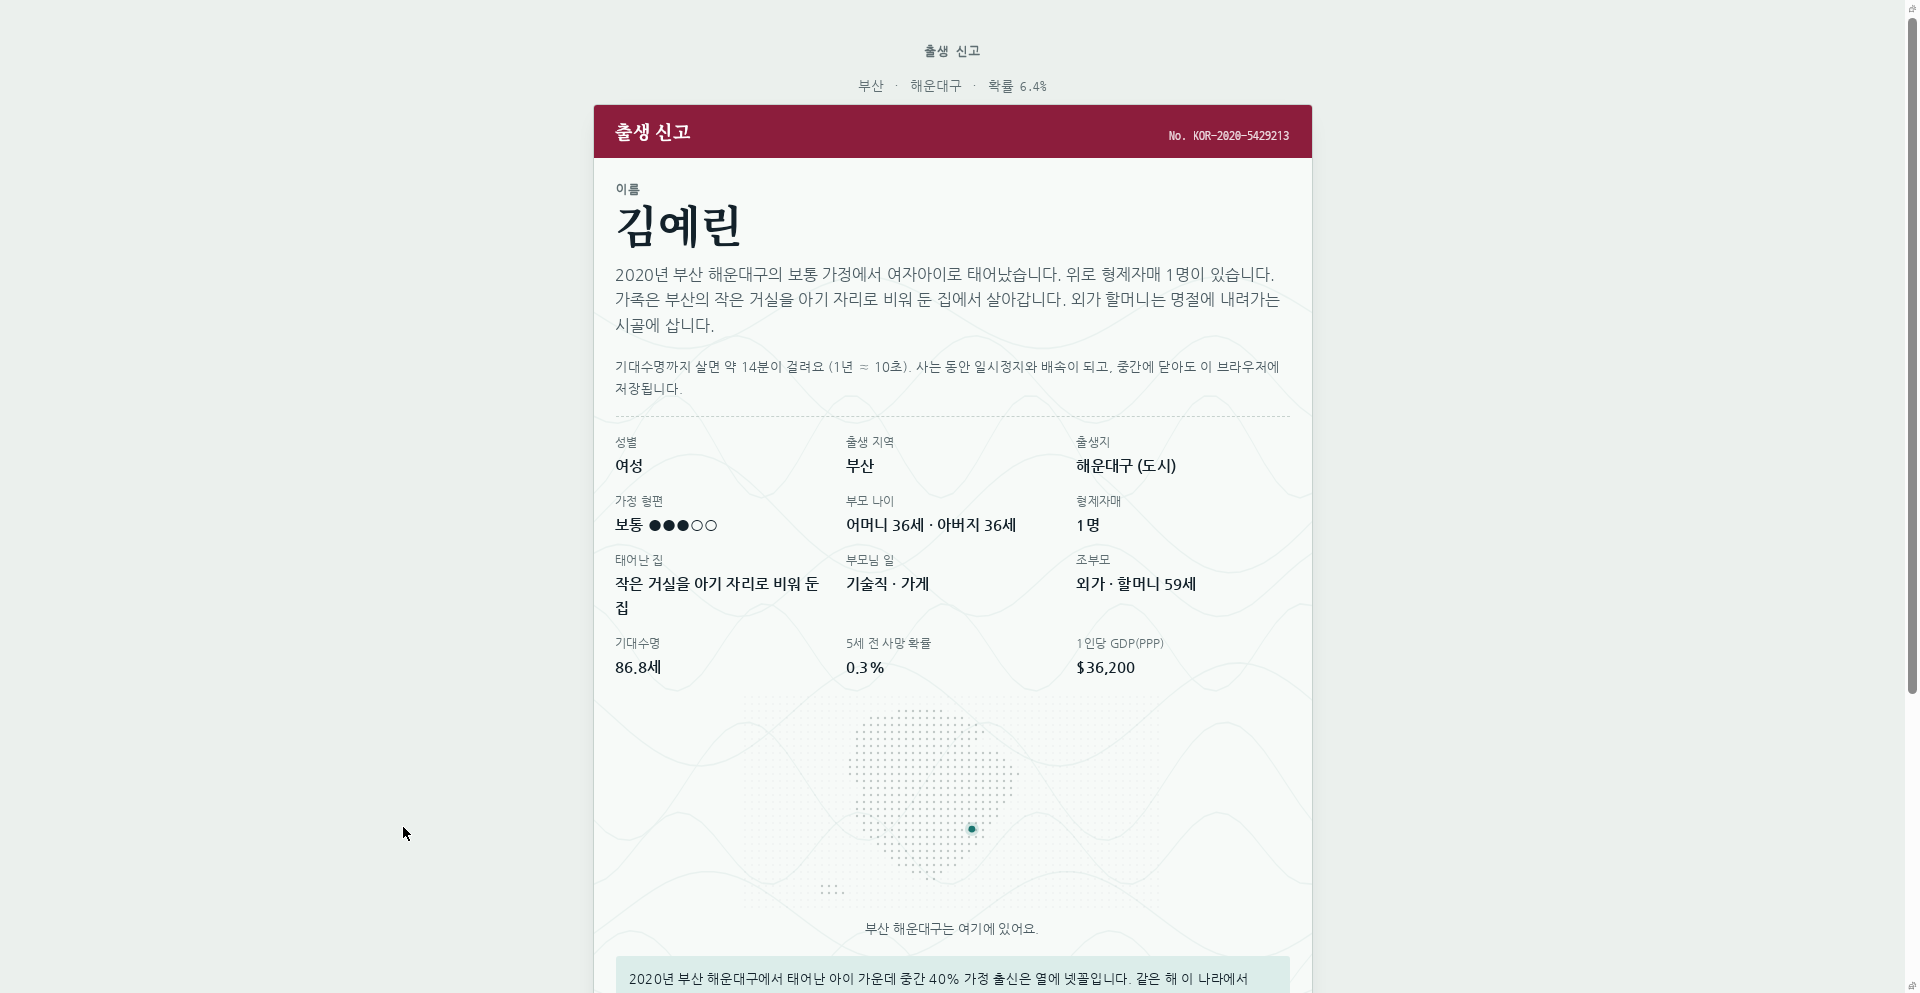 출생 신고
부산 · 해운대구 · 확률 6.4%
출생 신고
No. KOR-2020-5429213
이름
김예린
2020년 부산 해운대구의 보통 가정에서 여자아이로 태어났습니다. 위로 형제자매 1명이 있습니다.
가족은 부산의 작은 거실을 아기 자리로 비워 둔 집에서 살아갑니다. 외가 할머니는 명절에 내려가는
시골에 삽니다.
기대수명까지 살면 약 14분이 걸려요 (1년 ≈ 10초). 사는 동안 일시정지와 배속이 되고, 중간에 닫아도 이 브라우저에
저장됩니다.
성별
여성
출생 지역
부산
출생지
해운대구 (도시)
가정 형편
보통 ●●●○○
부모 나이
어머니 36세 · 아버지 36세
형제자매
1명
태어난 집
작은 거실을 아기 자리로 비워 둔
집
부모님 일
기술직 · 가게
조부모
외가 · 할머니 59세
기대수명
86.8세
5세 전 사망 확률
0.3%
1인당 GDP(PPP)
$36,200
부산 해운대구는 여기에 있어요.
2020년 부산 해운대구에서 태어난 아이 가운데 중간 40% 가정 출신은 열에 넷꼴입니다. 같은 해 이 나라에서